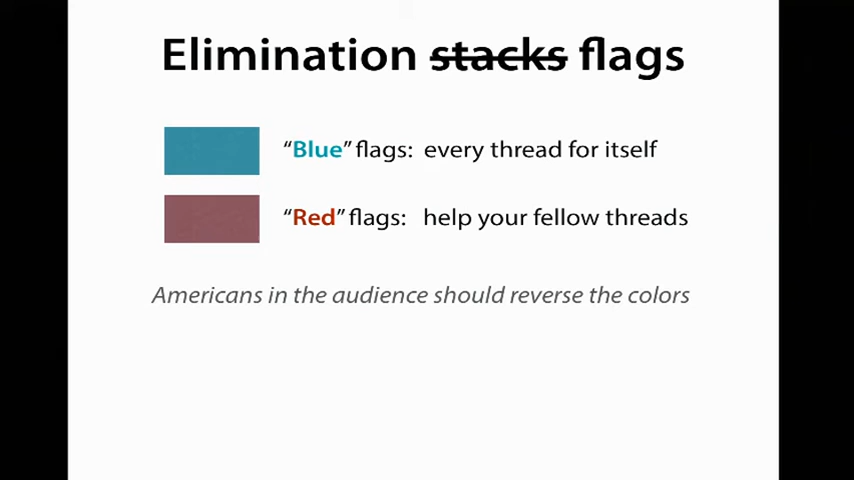 Elimination stacks flags
“Blue” flags: every thread for itself
“Red” flags: help your fellow threads
Americans in the audience should reverse the colors